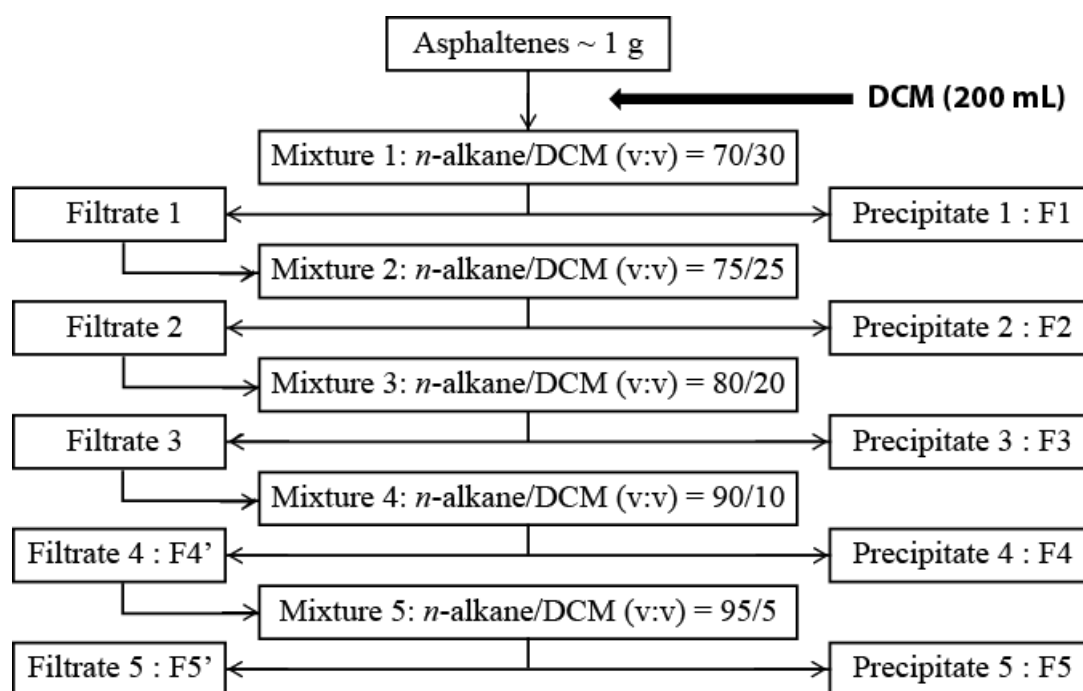 Asphaltenes ~ 1 g
DCM (200 mL)
Mixture 1: n-alkane/DCM (v:v) = 70/30
Filtrate 1
Precipitate 1 : F1
Mixture 2: n-alkane/DCM (v:v) = 75/25
Filtrate 2
Precipitate 2 : F2
Mixture 3: n-alkane/DCM (v:v) = 80/20
Filtrate 3
Precipitate 3 : F3
Mixture 4: n-alkane/DCM (v:v) = 90/10
Filtrate 4 : F4’
Precipitate 4 : F4
Mixture 5: n-alkane/DCM (v:v) = 95/5
Filtrate 5 : F5’
Precipitate 5 : F5